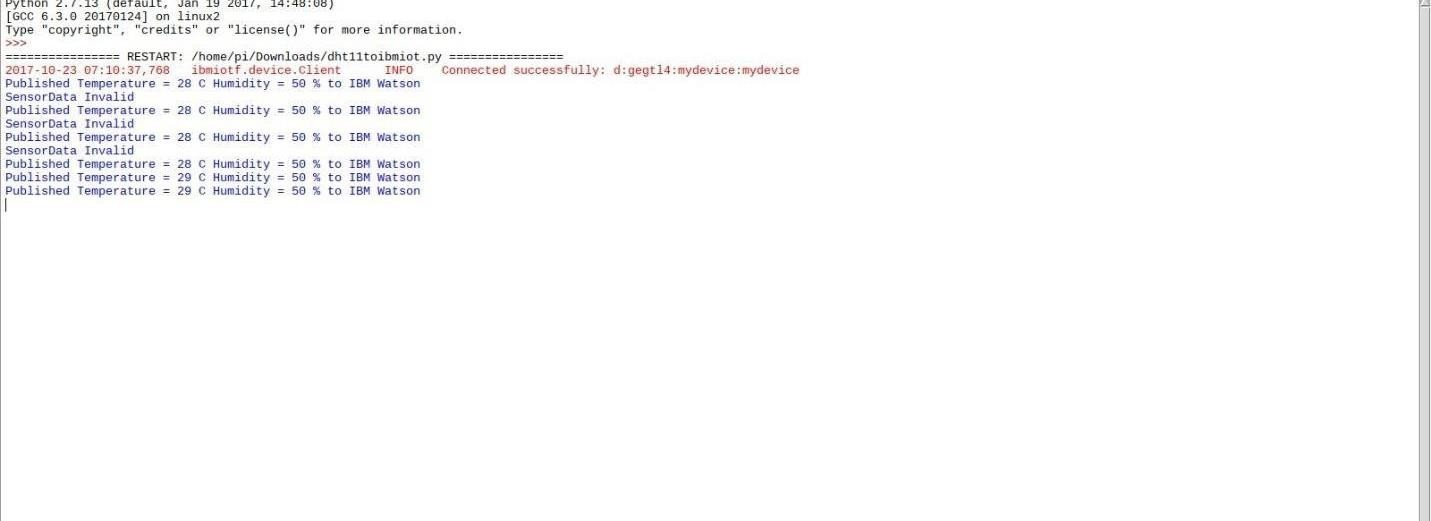 Python 2.7.13 (default, Jan 19 2017, 14:48:08)
[GCC 6.3.0 20170124] on linux2
Type "copyright", "credits" or "license()" for more information.
>>>
================ RESTART: /home/pi/Downloads/dht11toibmiot.py ================
2017-10-23 07:10:37,768   ibmiotf.device.Client      INFO    Connected successfully: d:gegtl4:mydevice:mydevice
Published Temperature = 28 C Humidity = 50 % to IBM Watson
SensorData Invalid
Published Temperature = 28 C Humidity = 50 % to IBM Watson
SensorData Invalid
Published Temperature = 28 C Humidity = 50 % to IBM Watson
SensorData Invalid
Published Temperature = 28 C Humidity = 50 % to IBM Watson
Published Temperature = 29 C Humidity = 50 % to IBM Watson
Published Temperature = 29 C Humidity = 50 % to IBM Watson